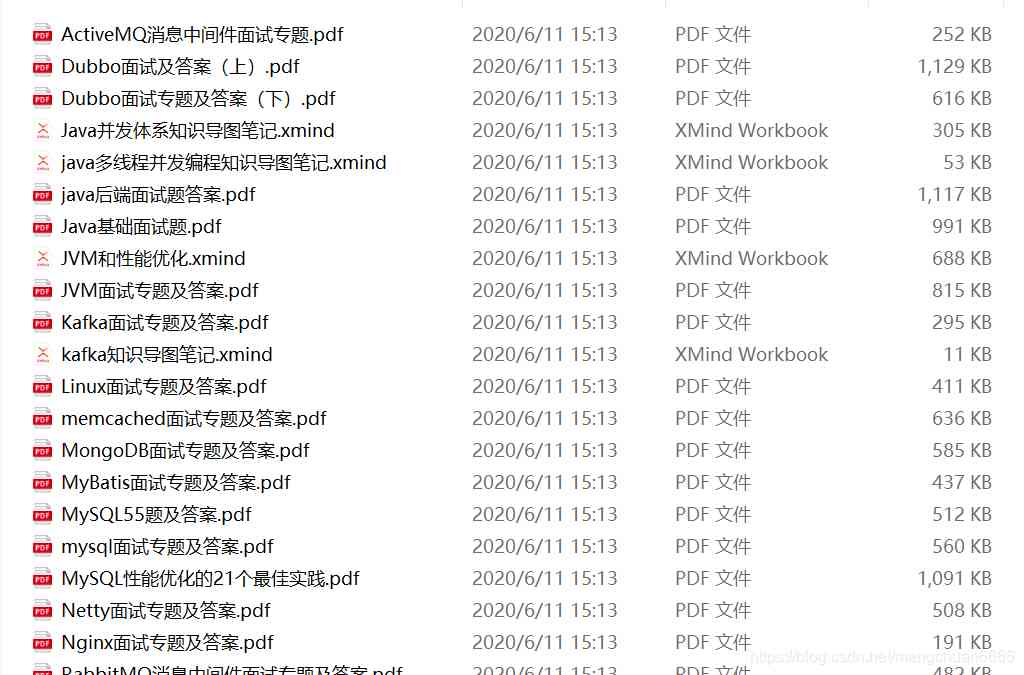 ActiveMQ消息中间件面试专题.pdf 2020/6/11 15:13 PDF 文件 252 KB
Dubbo面试及答案（上）.pdf 2020/6/11 15:13 PDF 文件 1,129 KB
Dubbo面试专题及答案（下）.pdf 2020/6/11 15:13 PDF 文件 616 KB
Java并发体系知识导图笔记.xmind 2020/6/11 15:13 XMind Workbook 305 KB
java多线程并发编程知识导图笔记.xmind 2020/6/11 15:13 XMind Workbook 53 KB
java后端面试题答案.pdf 2020/6/11 15:13 PDF 文件 1,117 KB
Java基础面试题.pdf 2020/6/11 15:13 PDF 文件 991 KB
JVM和性能优化.xmind 2020/6/11 15:13 XMind Workbook 688 KB
JVM面试专题及答案.pdf 2020/6/11 15:13 PDF 文件 815 KB
Kafka面试专题及答案.pdf 2020/6/11 15:13 PDF 文件 295 KB
kafka知识导图笔记.xmind 2020/6/11 15:13 XMind Workbook 11 KB
Linux面试专题及答案.pdf 2020/6/11 15:13 PDF 文件 411 KB
memcached面试专题及答案.pdf 2020/6/11 15:13 PDF 文件 636 KB
MongoDB面试专题及答案.pdf 2020/6/11 15:13 PDF 文件 585 KB
MyBatis面试专题及答案.pdf 2020/6/11 15:13 PDF 文件 437 KB
MySQL55题及答案.pdf 2020/6/11 15:13 PDF 文件 512 KB
mysql面试专题及答案.pdf 2020/6/11 15:13 PDF 文件 560 KB
MySQL性能优化的21个最佳实践.pdf 2020/6/11 15:13 PDF 文件 1,091 KB
Netty面试专题及答案.pdf 2020/6/11 15:13 PDF 文件 508 KB
Nginx面试专题及答案.pdf 2020/6/11 15:13 PDF 文件 191 KB
RabbitMQ消息中间件面试专题.pdf 2020/6/11 15:13 PDF 文件 482 KB